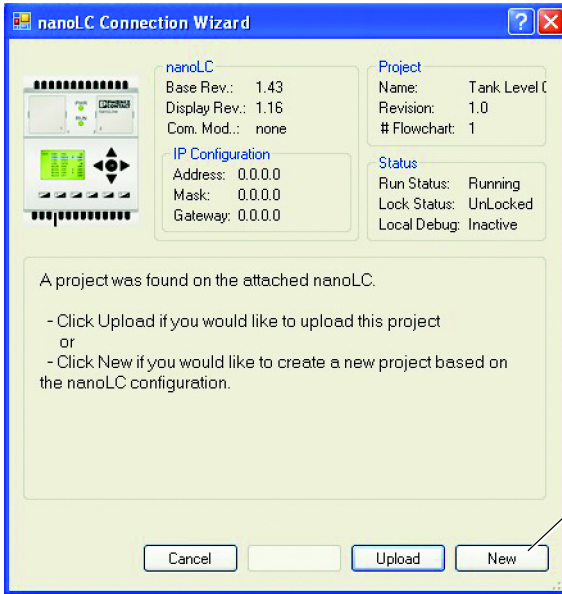 nanoLC Connection Wizard
nanoLC
Base Rev.: 1.43
Display Rev.: 1.16
Com. Mod..: none
IP Configuration
Address: 0.0.0.0
Mask: 0.0.0.0
Gateway: 0.0.0.0
Project
Name: Tank Level
Revision: 1.0
# Flowchart: 1
Status
Run Status: Running
Lock Status: UnLocked
Local Debug: Inactive
PWR
RUN
A project was found on the attached nanoLC.
- Click Upload if you would like to upload this project
or
- Click New if you would like to create a new project based on
the nanoLC configuration.
Cancel
Upload
New